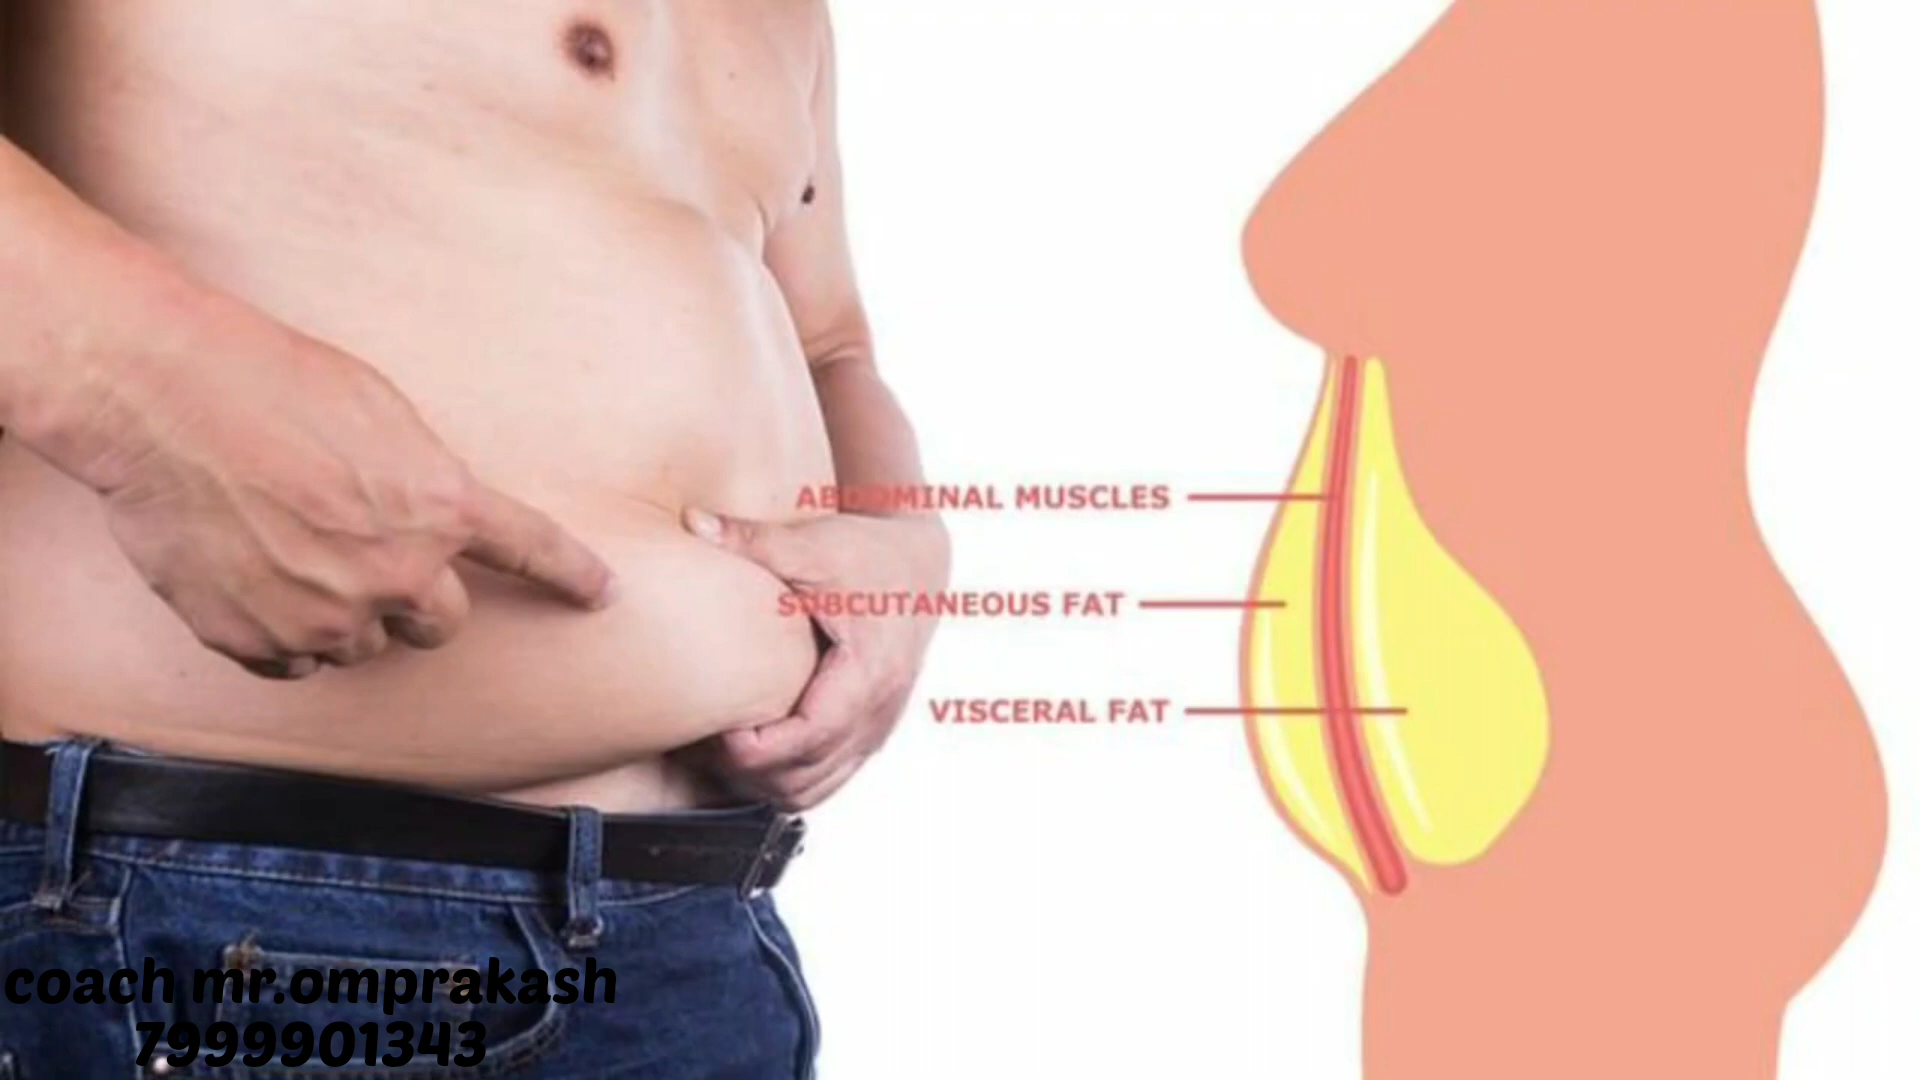 ABDOMINAL MUSCLES
SUBCUTANEOUS FAT
VISCERAL FAT
coach mr.omprakash
7999901343